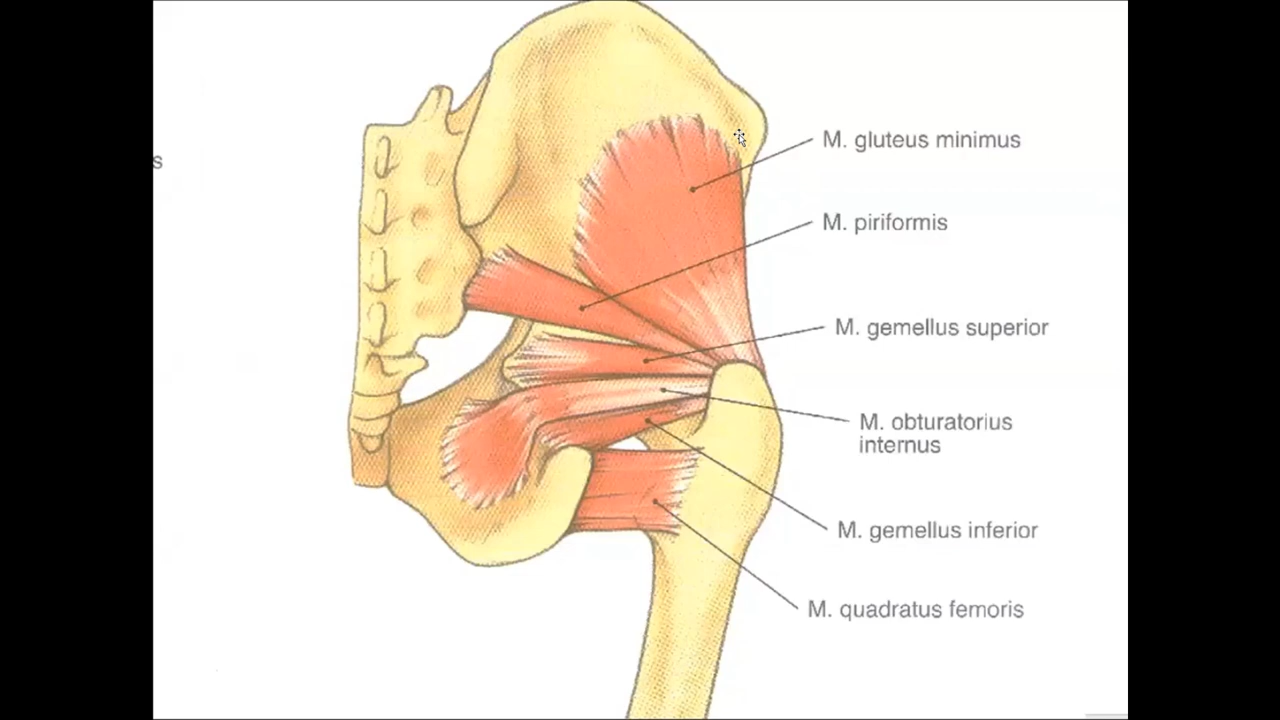 s
M. gluteus minimus
M. piriformis
M. gemellus superior
M. obturatorius
internus
M. gemellus inferior
M. quadratus femoris